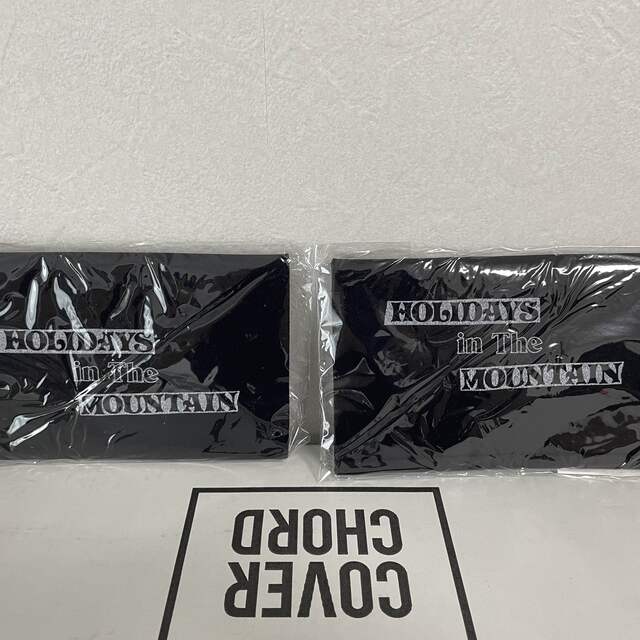 HOLIDAYS
in The
MOUNTAIN
HOLIDAYS
in The
MOUNTAIN
COVER
CHORD